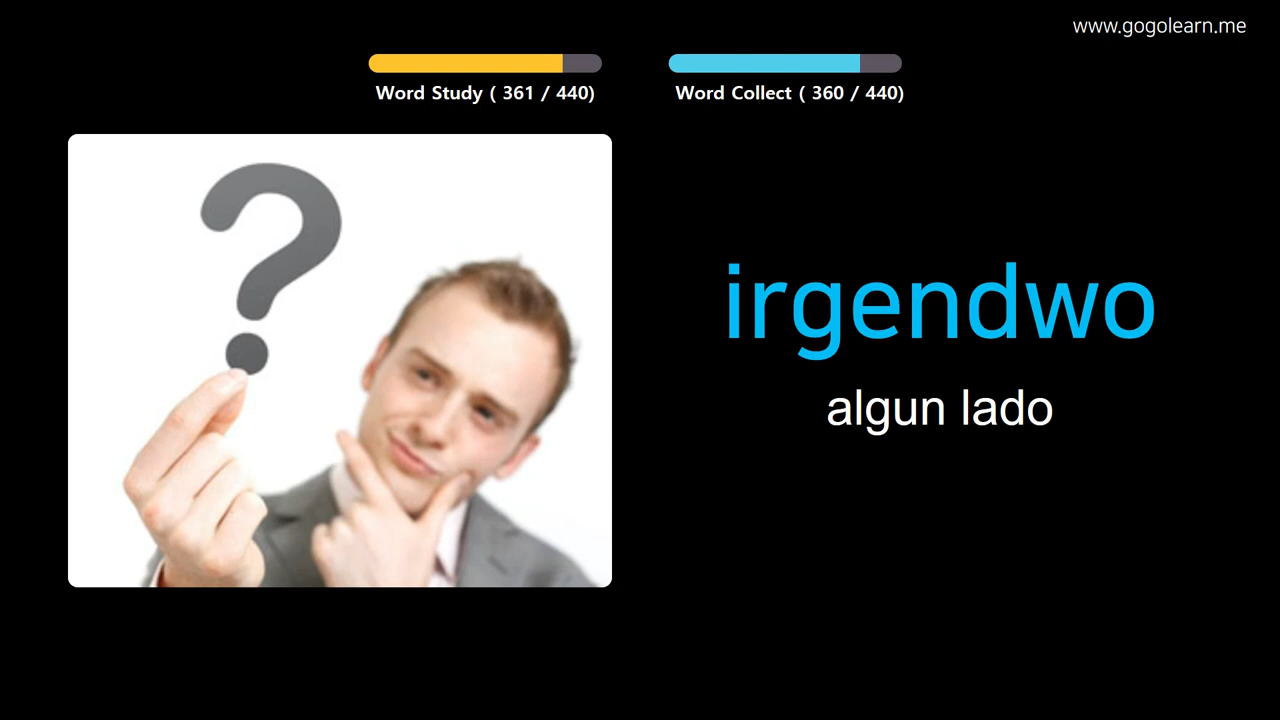 www.gogolearn.me
Word Study ( 361 / 440)
Word Collect ( 360 / 440)
?
irgendwo
algun lado